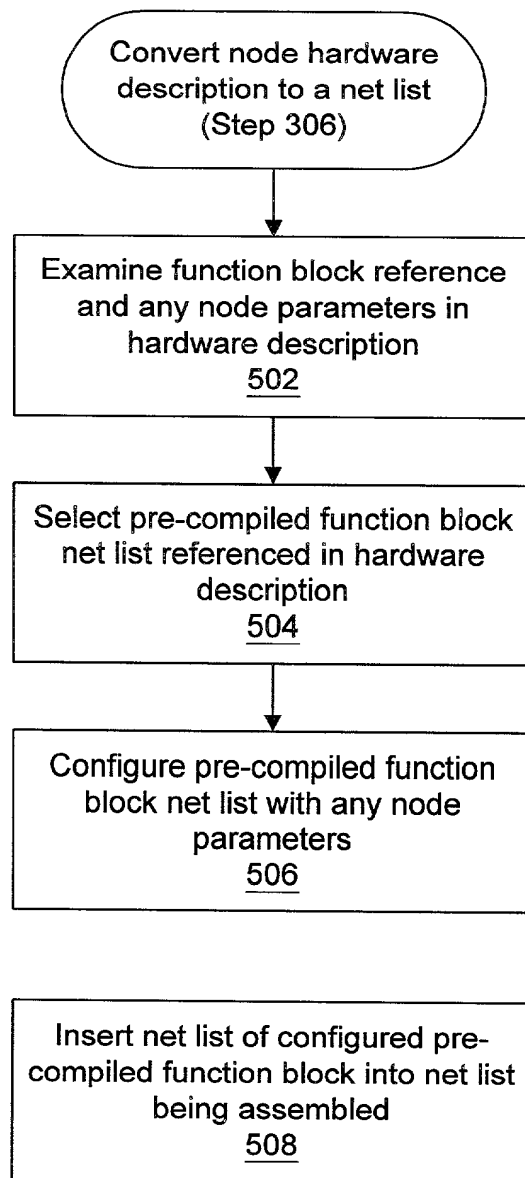 Convert node hardware
description to a net list
(Step 306)
Examine function block reference
and any node parameters in
hardware description
502
Select pre-compiled function block
net list referenced in hardware
description
504
Configure pre-compiled function
block net list with any node
parameters
506
Insert net list of configured pre-
compiled function block into net list
being assembled
508